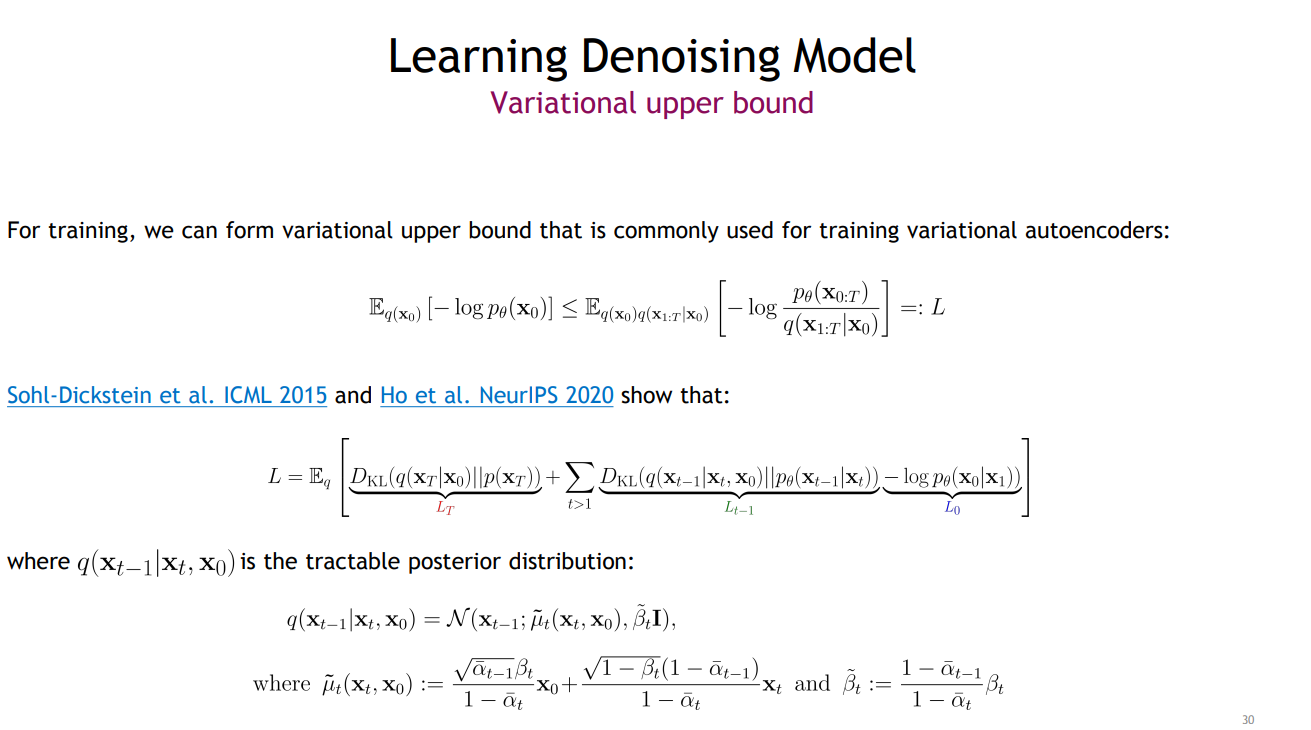 Learning Denoising Model
Variational upper bound
For training, we can form variational upper bound that is commonly used for training variational autoencoders:
$\mathbb{E}_{q(\mathbf{x}_0)}\left[-\log p_\theta(\mathbf{x}_0)\right] \leq \mathbb{E}_{q(\mathbf{x}_0)q(\mathbf{x}_{1:T}|\mathbf{x}_0)}\left[-\log \frac{p_\theta(\mathbf{x}_{0:T})}{q(\mathbf{x}_{1:T}|\mathbf{x}_0)}\right] =: L$
Sohl-Dickstein et al. ICML 2015 and Ho et al. NeurIPS 2020 show that:
$L = \mathbb{E}_q\left[\underbrace{D_{\mathrm{KL}}(q(\mathbf{x}_T|\mathbf{x}_0)||p(\mathbf{x}_T))}_{L_T} + \sum_{t>1} \underbrace{D_{\mathrm{KL}}(q(\mathbf{x}_{t-1}|\mathbf{x}_t,\mathbf{x}_0)||p_\theta(\mathbf{x}_{t-1}|\mathbf{x}_t))}_{L_{t-1}} \underbrace{-\log p_\theta(\mathbf{x}_0|\mathbf{x}_1))}_{L_0}\right]$
where $q(\mathbf{x}_{t-1}|\mathbf{x}_t, \mathbf{x}_0)$ is the tractable posterior distribution:
$q(\mathbf{x}_{t-1}|\mathbf{x}_t, \mathbf{x}_0) = \mathcal{N}(\mathbf{x}_{t-1}; \tilde{\mu}_t(\mathbf{x}_t, \mathbf{x}_0), \tilde{\beta}_t\mathbf{I}),$
where $\tilde{\mu}_t(\mathbf{x}_t, \mathbf{x}_0) := \frac{\sqrt{\bar{\alpha}_{t-1}}\beta_t}{1-\bar{\alpha}_t}\mathbf{x}_0 + \frac{\sqrt{1-\beta_t}(1-\bar{\alpha}_{t-1})}{1-\bar{\alpha}_t}\mathbf{x}_t$ and $\tilde{\beta}_t := \frac{1-\bar{\alpha}_{t-1}}{1-\bar{\alpha}_t}\beta_t$
30